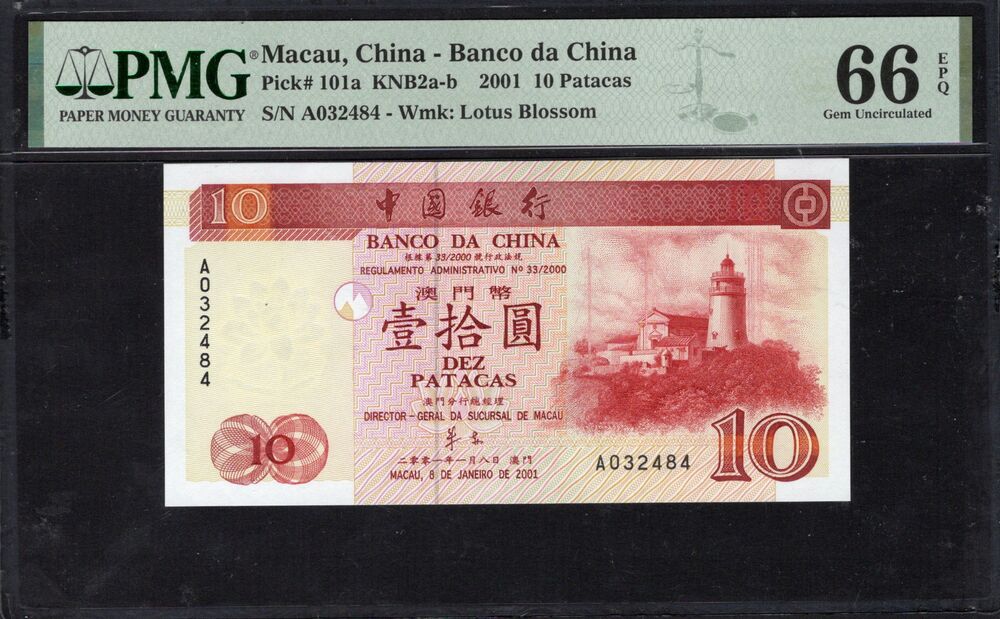 PMG®
PAPER MONEY GUARANTY
Macau, China - Banco da China
Pick# 101a KNB2a-b 2001 10 Patacas
S/N A032484 - Wmk: Lotus Blossom
66 EPQ
Gem Uncirculated
10
中國銀行
BANCO DA CHINA
根據第33/2000號行政法規
REGULAMENTO ADMINISTRATIVO Nº 33/2000
澳門幣
壹拾圓
DEZ
PATACAS
澳門分行總經理
DIRECTOR-GERAL DA SUCURSAL DE MACAU
二零零一年一月八日 澳門
MACAU, 8 DE JANEIRO DE 2001
A032484
10
A032484
10